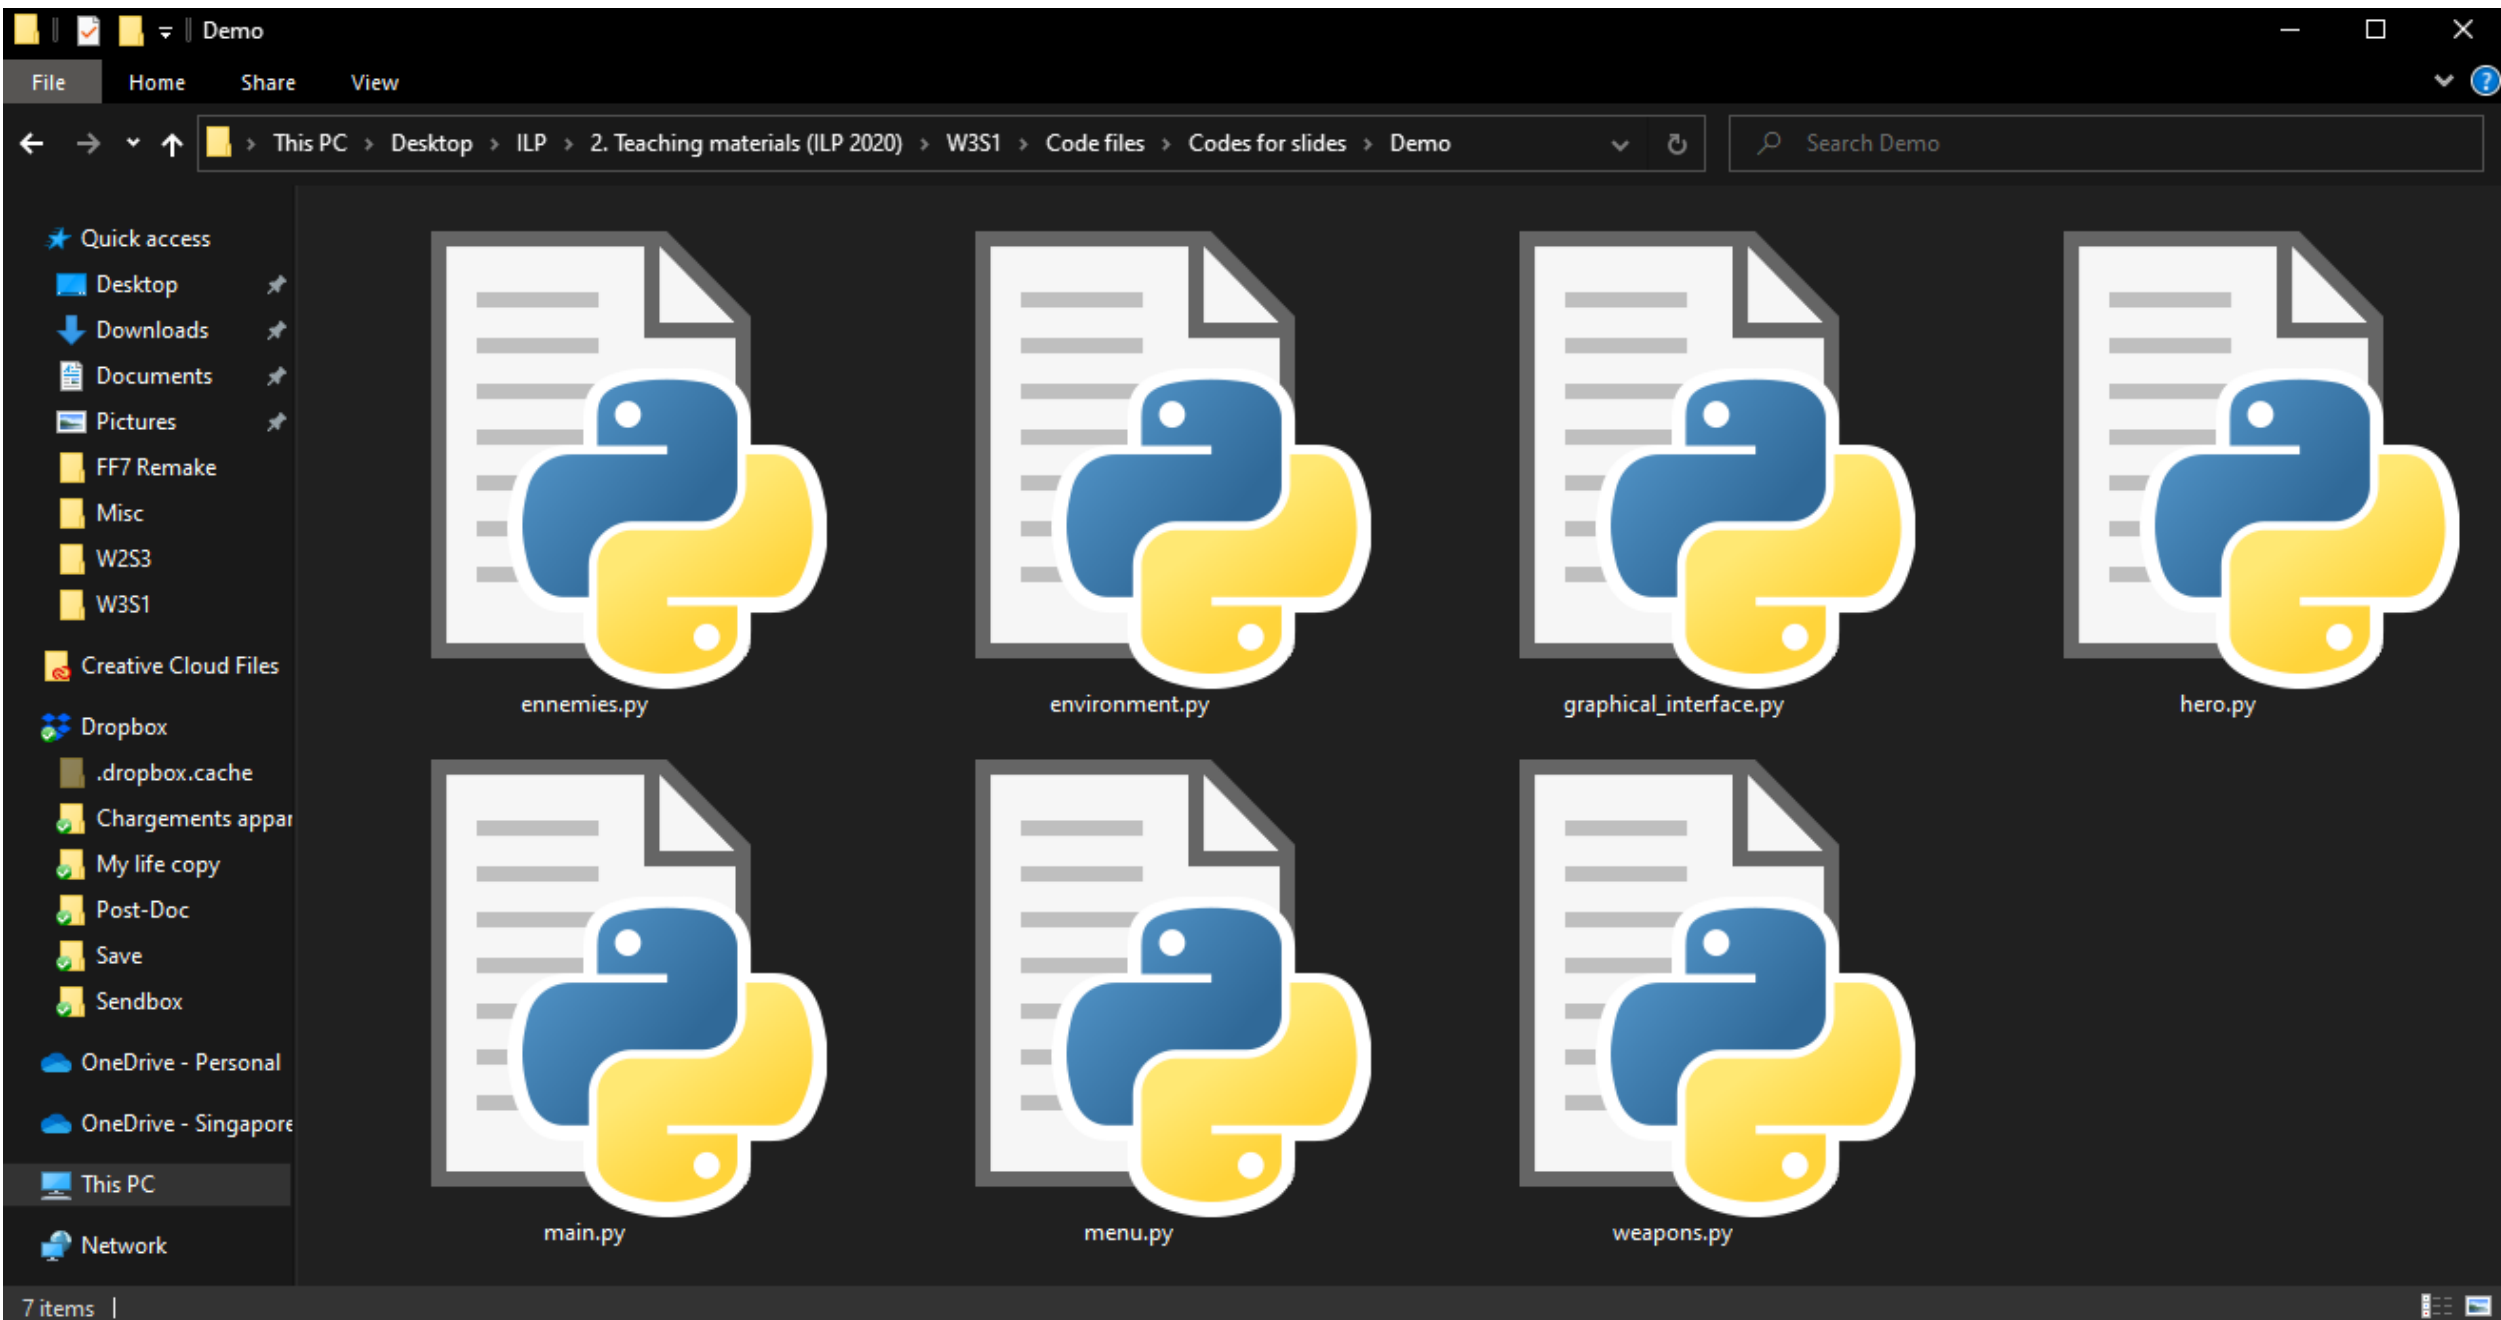 Demo
File Home Share View
This PC > Desktop > ILP > 2. Teaching materials (ILP 2020) > W3S1 > Code files > Codes for slides > Demo
Search Demo
Quick access
Desktop
Downloads
Documents
Pictures
FF7 Remake
Misc
W2S3
W3S1
Creative Cloud Files
Dropbox
.dropbox.cache
Chargements appar
My life copy
Post-Doc
Save
Sendbox
OneDrive - Personal
OneDrive - Singapore
This PC
Network
ennemies.py environment.py graphical_interface.py hero.py
main.py menu.py weapons.py
7 items